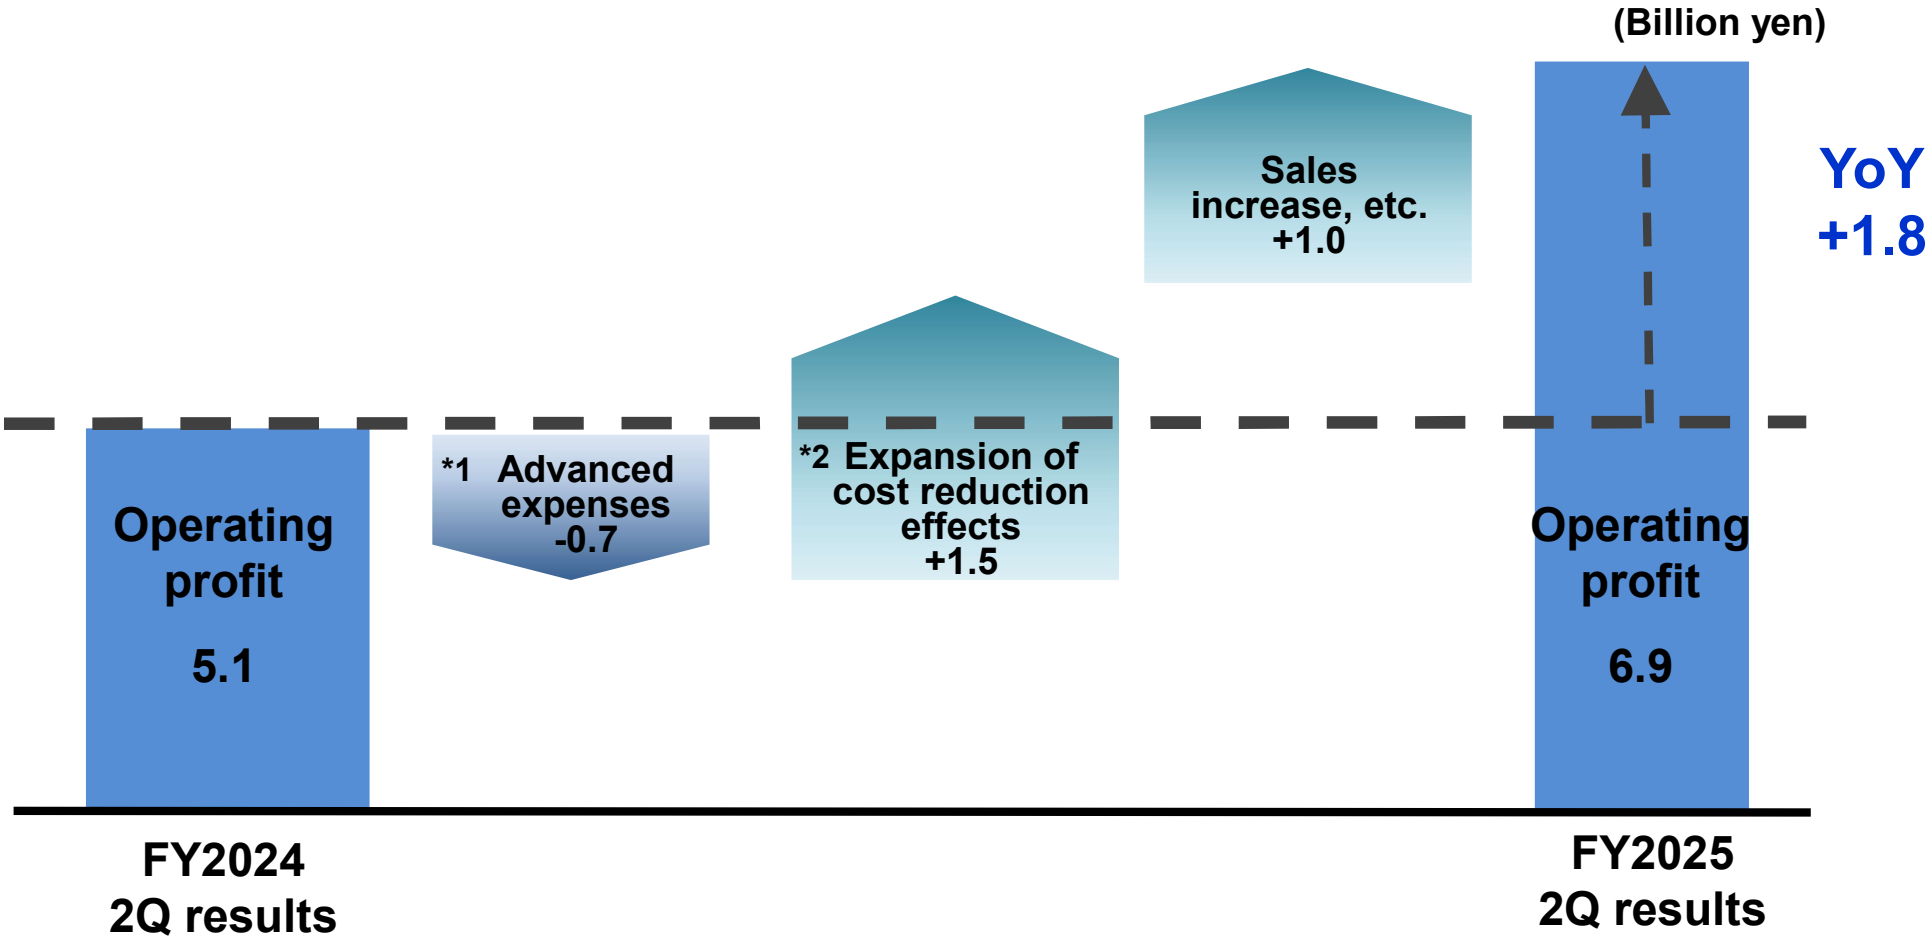 (Billion yen)
Sales
increase, etc.
+1.0
YoY
+1.8
*1 Advanced
expenses
-0.7
*2 Expansion of
cost reduction
effects
+1.5
Operating
profit
5.1
Operating
profit
6.9
FY2024
2Q results
FY2025
2Q results